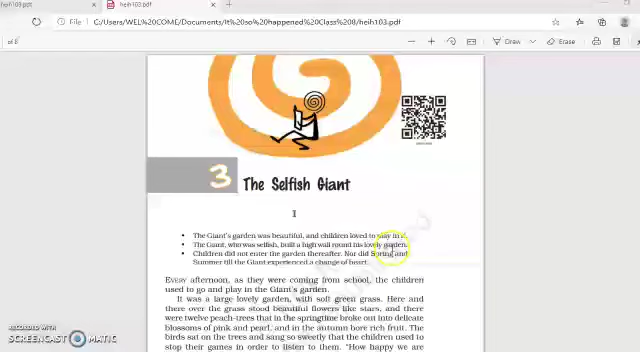 heih109.ppt
heih103.pdf
File | C:/Users/WEL%20COME/Documents/It%20so%20happened%20Class%208/heih103.pdf
of 8
Draw
Erase
3 The Selfish Giant
I
• The Giant's garden was beautiful, and children loved to play in it.
• The Giant, who was selfish, built a high wall round his lovely garden.
• Children did not enter the garden thereafter. Nor did Spring and
Summer till the Giant experienced a change of heart.
EVERY afternoon, as they were coming from school, the children
used to go and play in the Giant's garden.
It was a large lovely garden, with soft green grass. Here and
there over the grass stood beautiful flowers like stars, and there
were twelve peach-trees that in the springtime broke out into delicate
blossoms of pink and pearl, and in the autumn bore rich fruit. The
birds sat on the trees and sang so sweetly that the children used to
stop their games in order to listen to them. "How happy we are
RECORDED WITH
SCREENCAST MATIC